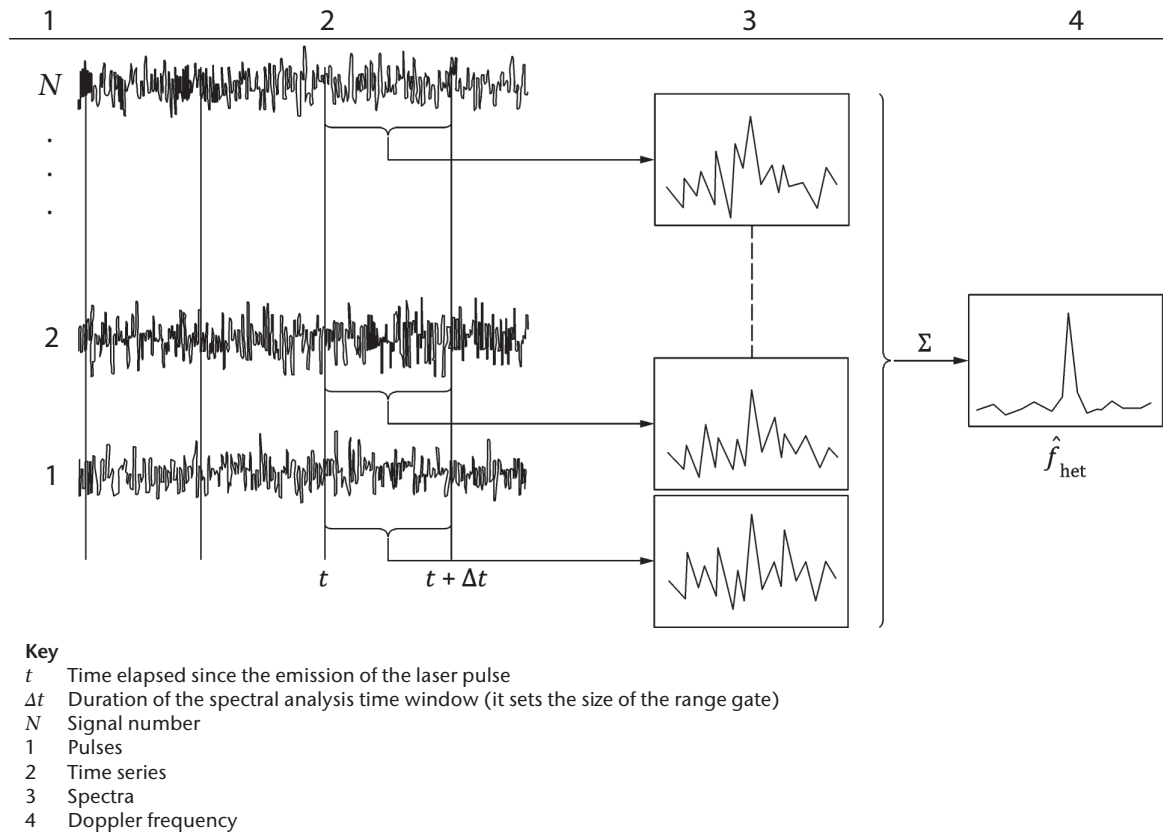 1 2 3 4
N
.
.
.
2
Σ
f̂het
1
t t + Δt
Key
t Time elapsed since the emission of the laser pulse
Δt Duration of the spectral analysis time window (it sets the size of the range gate)
N Signal number
1 Pulses
2 Time series
3 Spectra
4 Doppler frequency